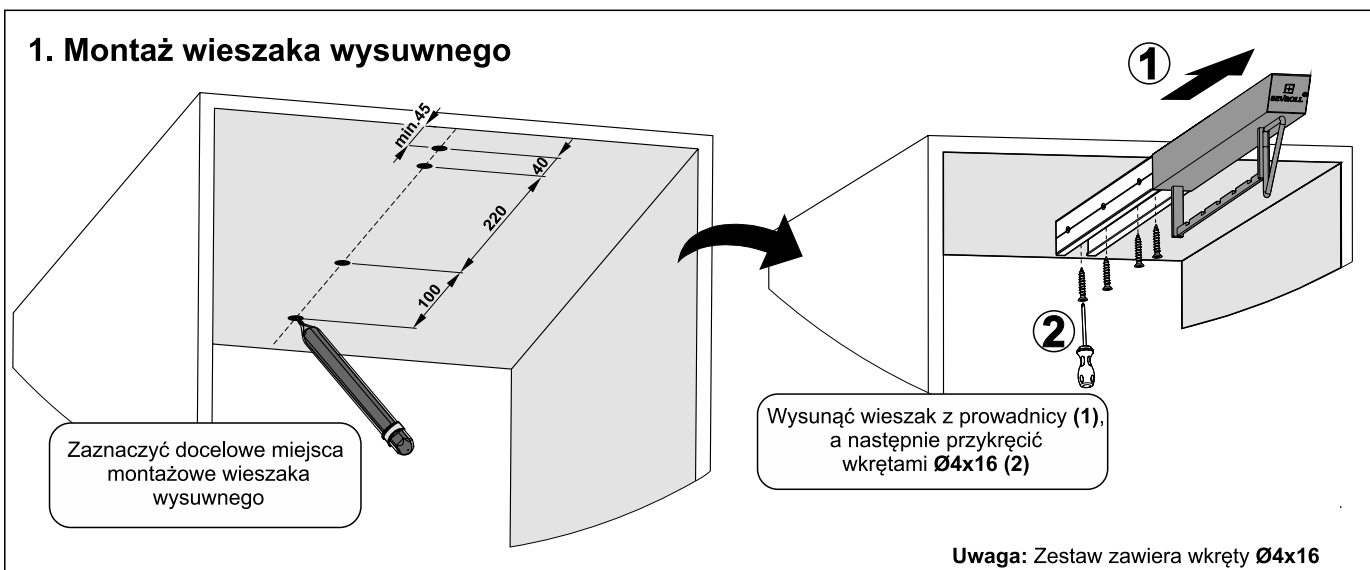 1. Montaż wieszaka wysuwnego
min.45
40
220
100
Zaznaczyć docelowe miejsca
montażowe wieszaka
wysuwnego
1
SEVROLL®
2
Wysunąć wieszak z prowadnicy (1),
a następnie przykręcić
wkrętami Ø4x16 (2)
Uwaga: Zestaw zawiera wkręty Ø4x16